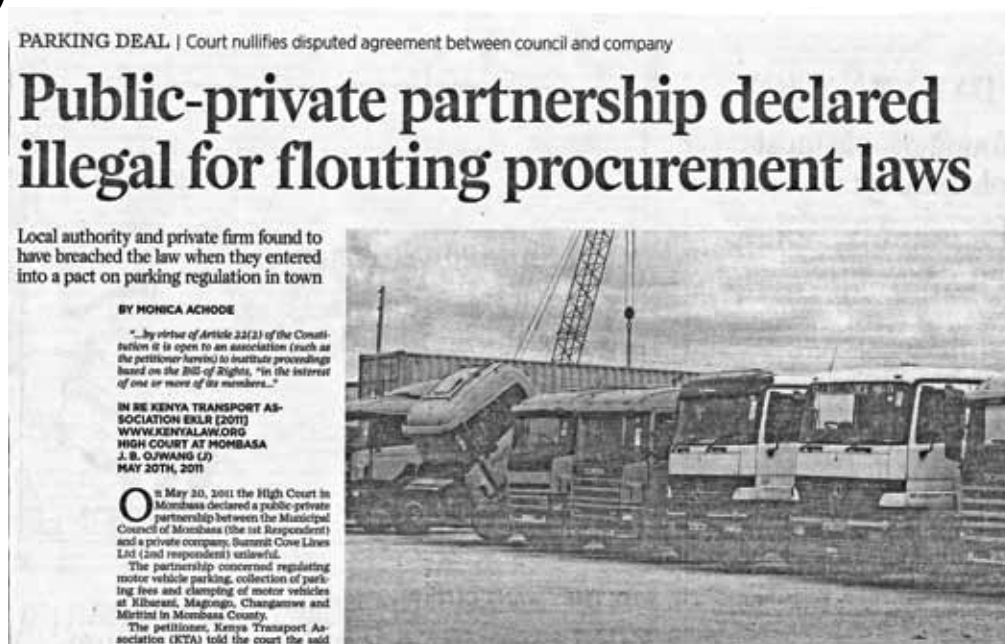 PARKING DEAL | Court nullifies disputed agreement between council and company
Public-private partnership declared
illegal for flouting procurement laws
Local authority and private firm found to
have breached the law when they entered
into a pact on parking regulation in town
BY MONICA ACHODE
"...by virtue of Article 22(2) of the Consti-
tution it is open to an association (such as
the petitioner herein) to institute proceedings
based on the Bill-of Rights, "in the interest
of one or more of its members..."
IN RE KENYA TRANSPORT AS-
SOCIATION EKLR [2011]
WWW.KENYALAW.ORG
HIGH COURT AT MOMBASA
J. B. OJWANG (J)
MAY 20TH, 2011
On May 20, 2011 the High Court in
Mombasa declared a public-private
partnership between the Municipal
Council of Mombasa (the 1st Respondent)
and a private company, Summit Cove Lines
Ltd (2nd respondent) unlawful.
The partnership concerned regulating
motor vehicle parking, collection of park-
ing fees and clamping of motor vehicles
at Kibarani, Magongo, Changamwe and
Miritini in Mombasa County.
The petitioner, Kenya Transport As-
sociation (KTA) told the court the said